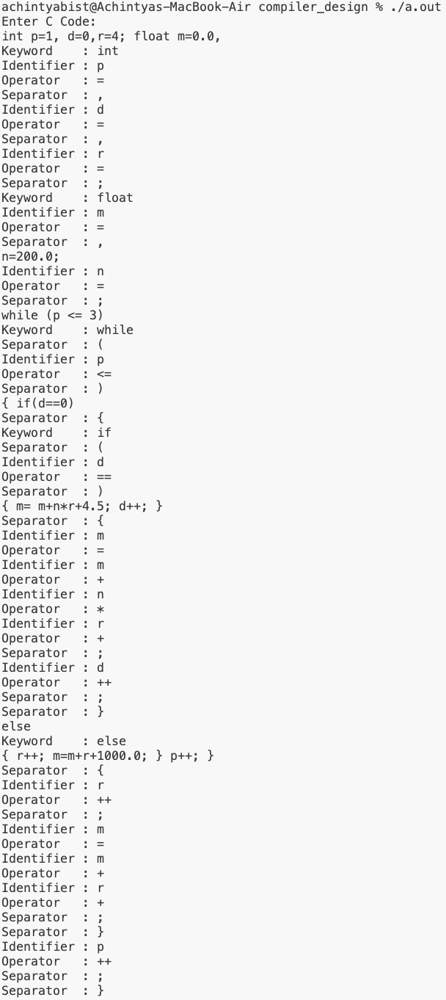 achintyabist@Achintyas-MacBook-Air compiler_design % ./a.out
Enter C Code:
int p=1, d=0,r=4; float m=0.0,
Keyword    : int
Identifier : p
Operator   : =
Separator  : ,
Identifier : d
Operator   : =
Separator  : ,
Identifier : r
Operator   : =
Separator  : ;
Keyword    : float
Identifier : m
Operator   : =
Separator  : ,
n=200.0;
Identifier : n
Operator   : =
Separator  : ;
while (p <= 3)
Keyword    : while
Separator  : (
Identifier : p
Operator   : <=
Separator  : )
{ if(d==0)
Separator  : {
Keyword    : if
Separator  : (
Identifier : d
Operator   : ==
Separator  : )
{ m= m+n*r+4.5; d++; }
Separator  : {
Identifier : m
Operator   : =
Identifier : m
Operator   : +
Identifier : n
Operator   : *
Identifier : r
Operator   : +
Separator  : ;
Identifier : d
Operator   : ++
Separator  : ;
Separator  : }
else
Keyword    : else
{ r++; m=m+r+1000.0; } p++; }
Separator  : {
Identifier : r
Operator   : ++
Separator  : ;
Identifier : m
Operator   : =
Identifier : m
Operator   : +
Identifier : r
Operator   : +
Separator  : ;
Separator  : }
Identifier : p
Operator   : ++
Separator  : ;
Separator  : }